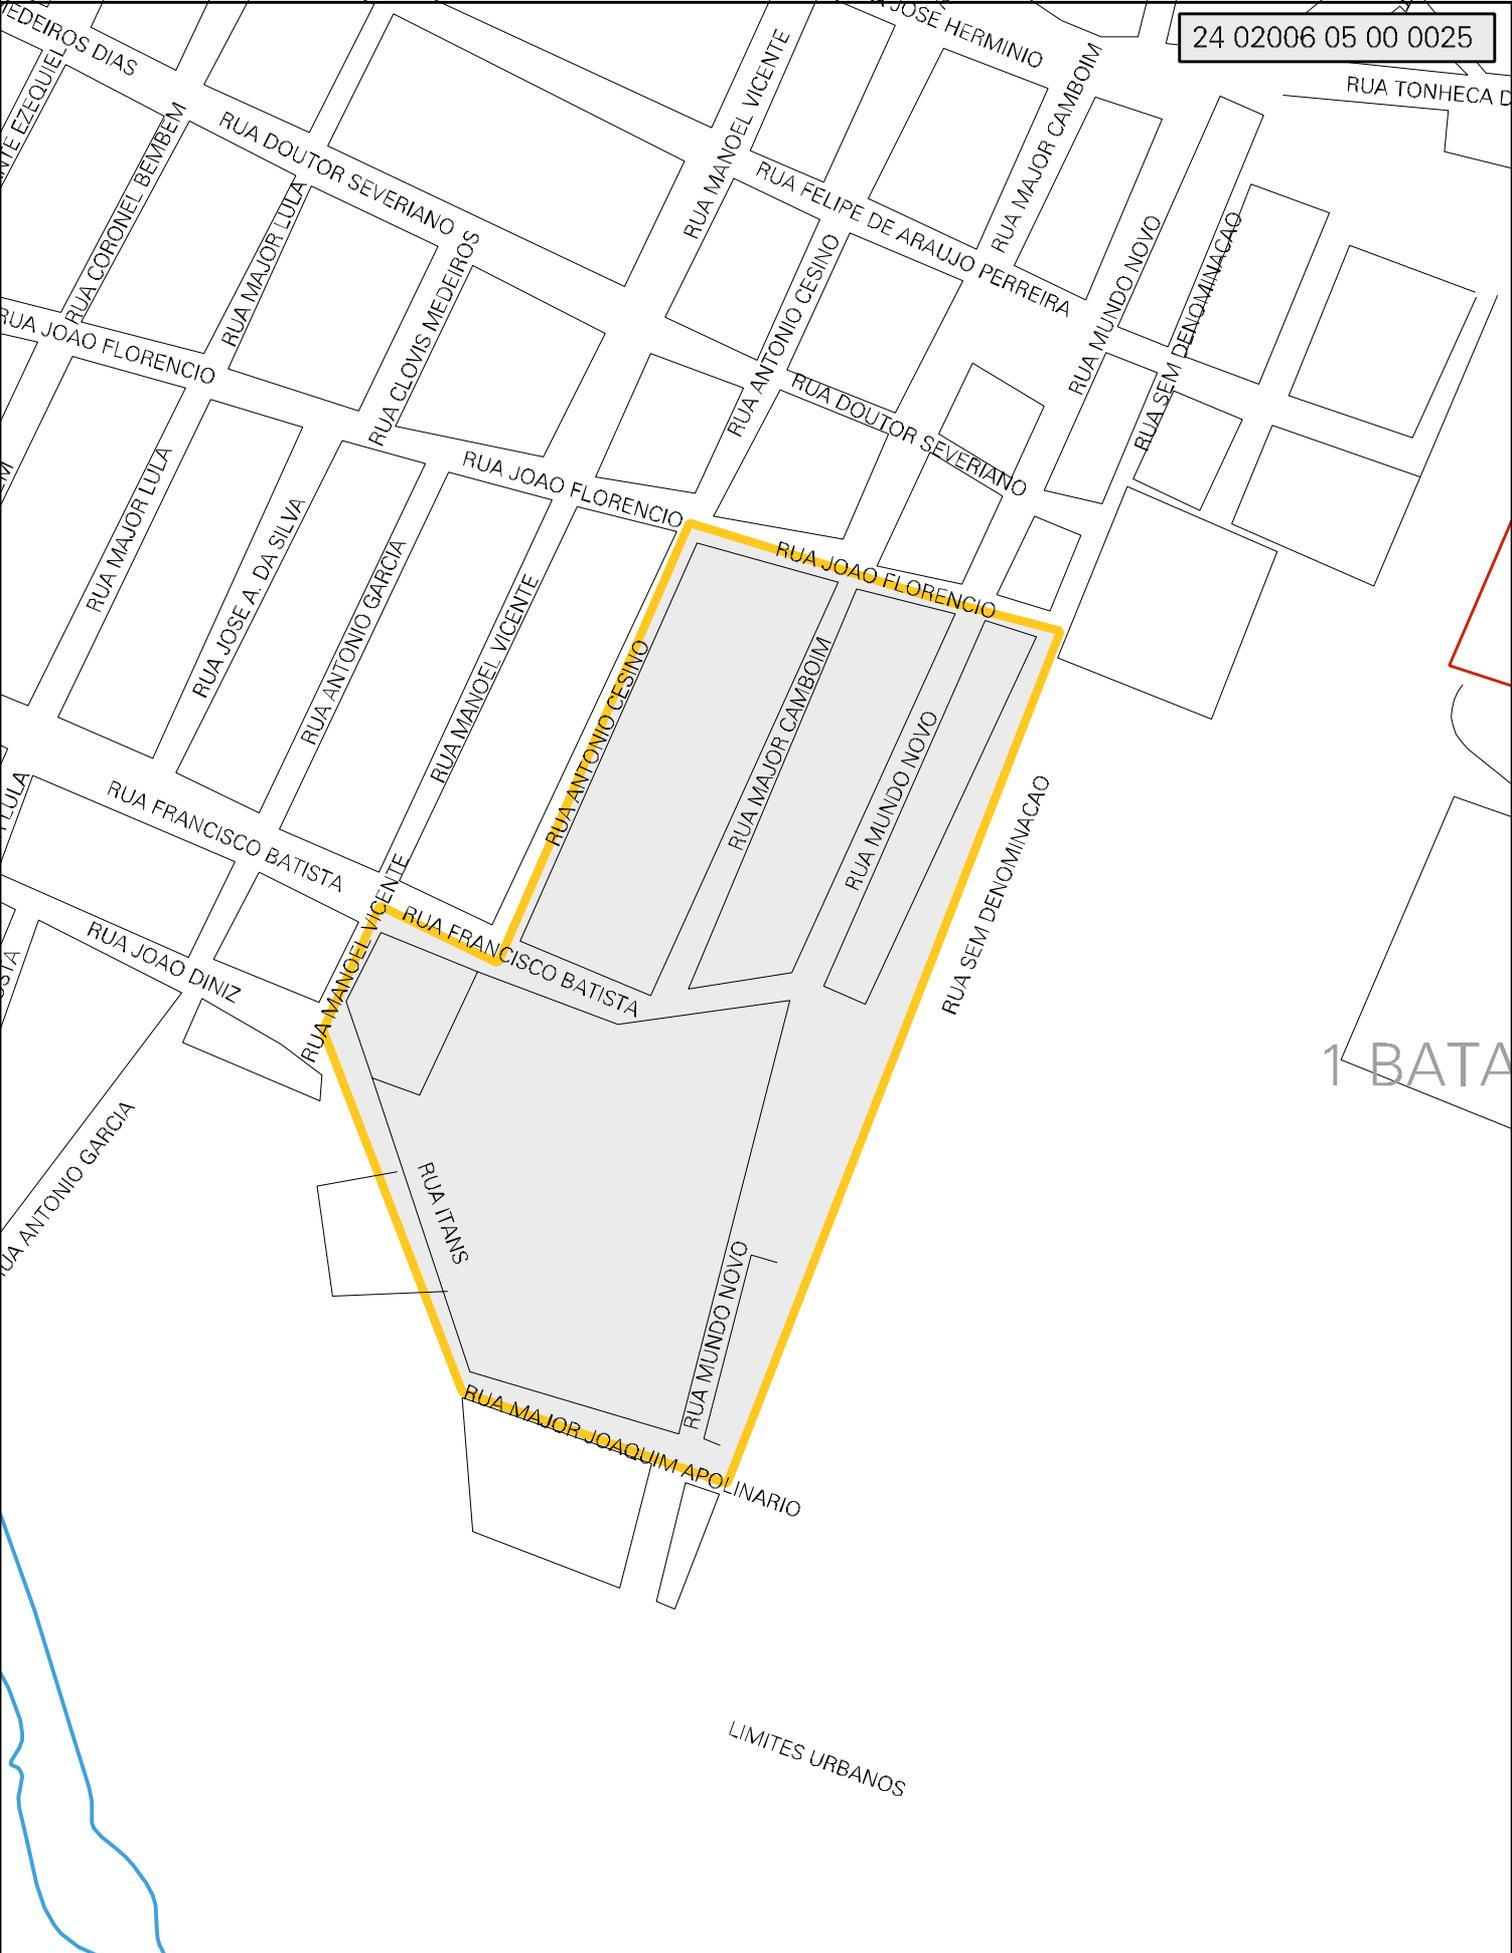 24 02006 05 00 0025
RUA TONHECA D
MEDEIROS DIAS
JOSE HERMINIO
NTE EZEQUIEL
RUA CORONEL BEMBEM
RUA DOUTOR SEVERIANO
RUA MAJOR LULA
RUA MANOEL VICENTE
RUA FELIPE DE ARAUJO PERREIRA
RUA MAJOR CAMBOIM
RUA MUNDO NOVO
RUA SEM DENOMINACAO
RUA JOAO FLORENCIO
RUA CLOVIS MEDEIROS
RUA ANTONIO CESINO
RUA DOUTOR SEVERIANO
RUA JOAO FLORENCIO
RUA MAJOR LULA
RUA JOSE A. DA SILVA
RUA ANTONIO GARCIA
RUA MANOEL VICENTE
RUA ANTONIO CESINO
RUA JOAO FLORENCIO
RUA MAJOR CAMBOIM
RUA MUNDO NOVO
RUA SEM DENOMINACAO
RUA FRANCISCO BATISTA
LULA
RUA JOAO DINIZ
STA
RUA MANOEL VICENTE
RUA FRANCISCO BATISTA
1 BATA
RUA ANTONIO GARCIA
RUA ITANS
RUA MUNDO NOVO
RUA MAJOR JOAQUIM APOLINARIO
LIMITES URBANOS